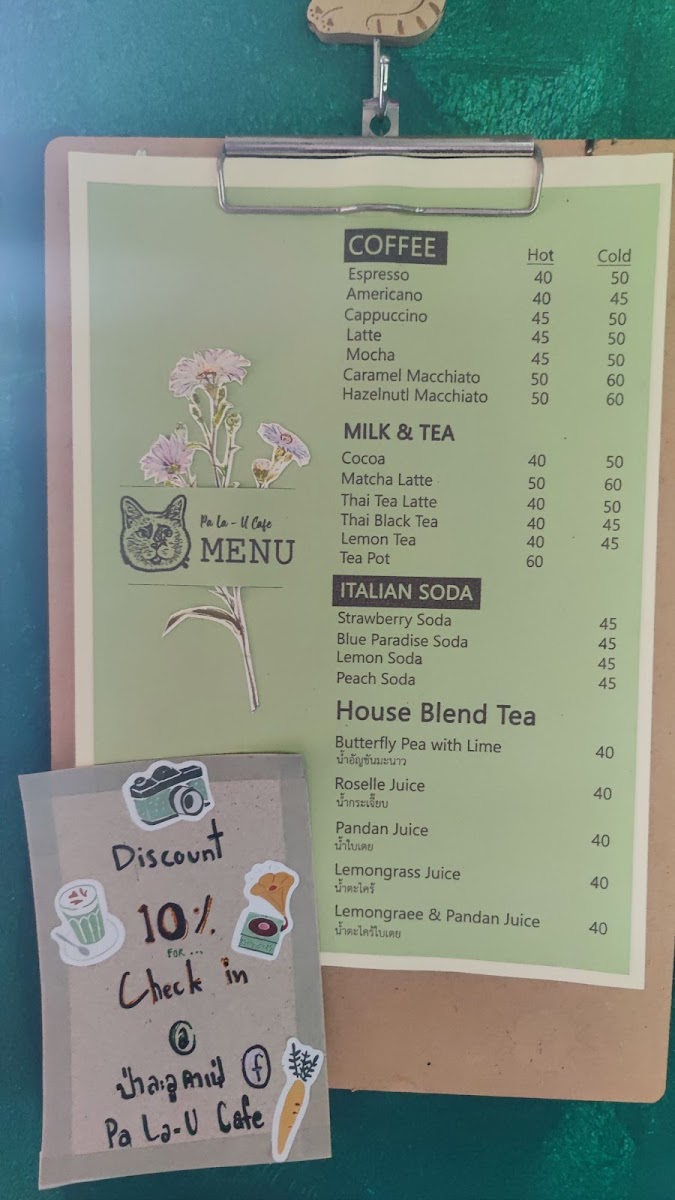 COFFEE Hot Cold
Espresso 40 50
Americano 40 45
Cappuccino 45 50
Latte 45 50
Mocha 45 50
Caramel Macchiato 50 60
Hazelnutl Macchiato 50 60
MILK & TEA
Cocoa 40 50
Matcha Latte 50 60
Thai Tea Latte 40 50
Thai Black Tea 40 45
Lemon Tea 40 45
Tea Pot 60
Pa La - U Cafe
MENU
ITALIAN SODA
Strawberry Soda 45
Blue Paradise Soda 45
Lemon Soda 45
Peach Soda 45
House Blend Tea
Butterfly Pea with Lime 40
น้ำอัญชันมะนาว
Roselle Juice 40
น้ำกระเจี๊ยบ
Pandan Juice 40
น้ำใบเตย
Lemongrass Juice 40
น้ำตะไคร้
Lemongraee & Pandan Juice 40
น้ำตะไคร้ใบเตย
Discount
10%
FOR ...
Check in
@
ป่าละอูคาเฟ่ f
Pa La-U Cafe